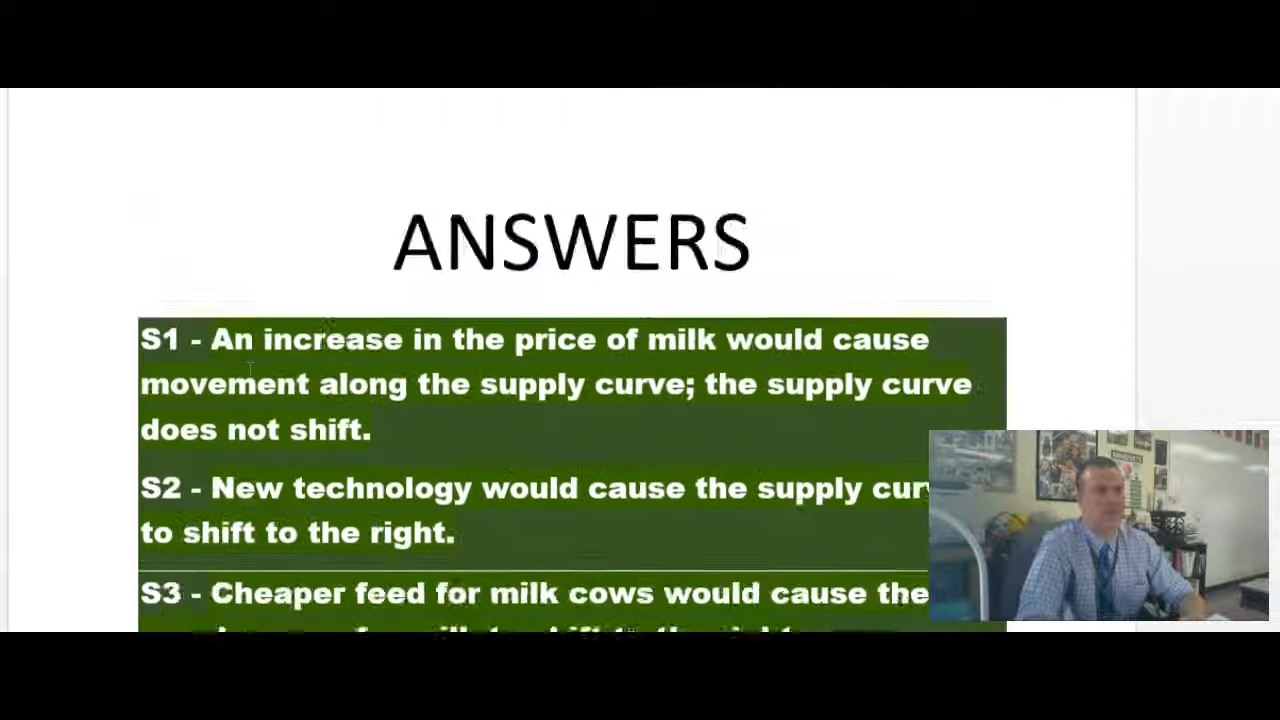 ANSWERS
S1 - An increase in the price of milk would cause
movement along the supply curve; the supply curve
does not shift.
S2 - New technology would cause the supply
to shift to the right.
S3 - Cheaper feed for milk cows would cause the